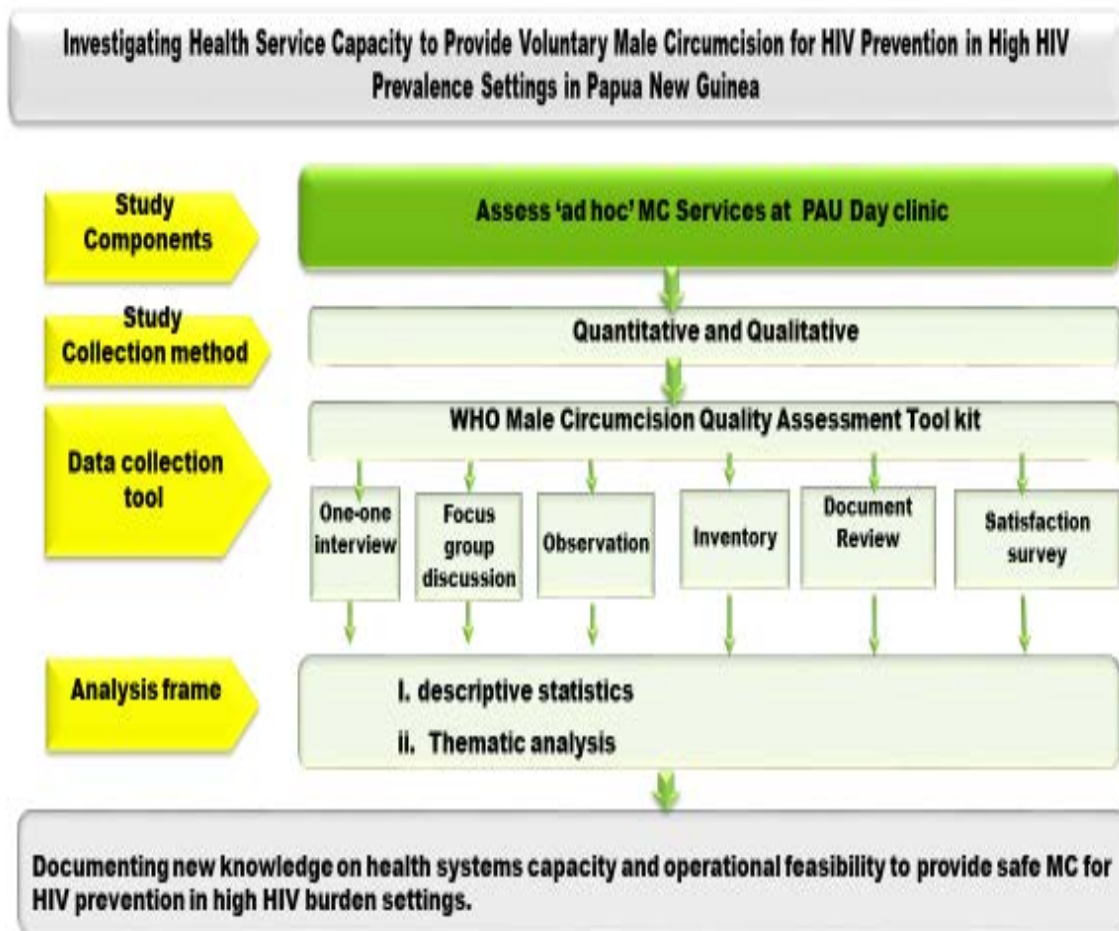 Investigating Health Service Capacity to Provide Voluntary Male Circumcision for HIV Prevention in High HIV
Prevalence Settings in Papua New Guinea
Study
Components
Assess ‘ad hoc’ MC Services at PAU Day clinic
Study
Collection method
Quantitative and Qualitative
Data collection
tool
WHO Male Circumcision Quality Assessment Tool kit
One-one
interview
Focus
group
discussion
Observation
Inventory
Document
Review
Satisfaction
survey
Analysis frame
I. descriptive statistics
ii. Thematic analysis
Documenting new knowledge on health systems capacity and operational feasibility to provide safe MC for
HIV prevention in high HIV burden settings.